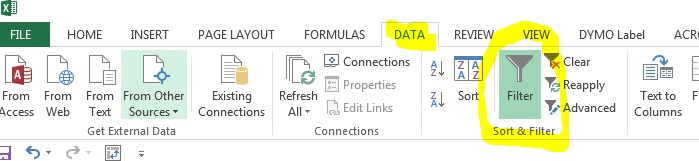 FILE HOME INSERT PAGE LAYOUT FORMULAS DATA REVIEW VIEW DYMO Label ACRO
From Access
From Web
From Text
From Other Sources
Existing Connections
Refresh All
Connections
Properties
Edit Links
A Z
Z A
Z A
A Z
Sort
Filter
Clear
Reapply
Advanced
Text to Columns
Get External Data
Connections
Sort & Filter